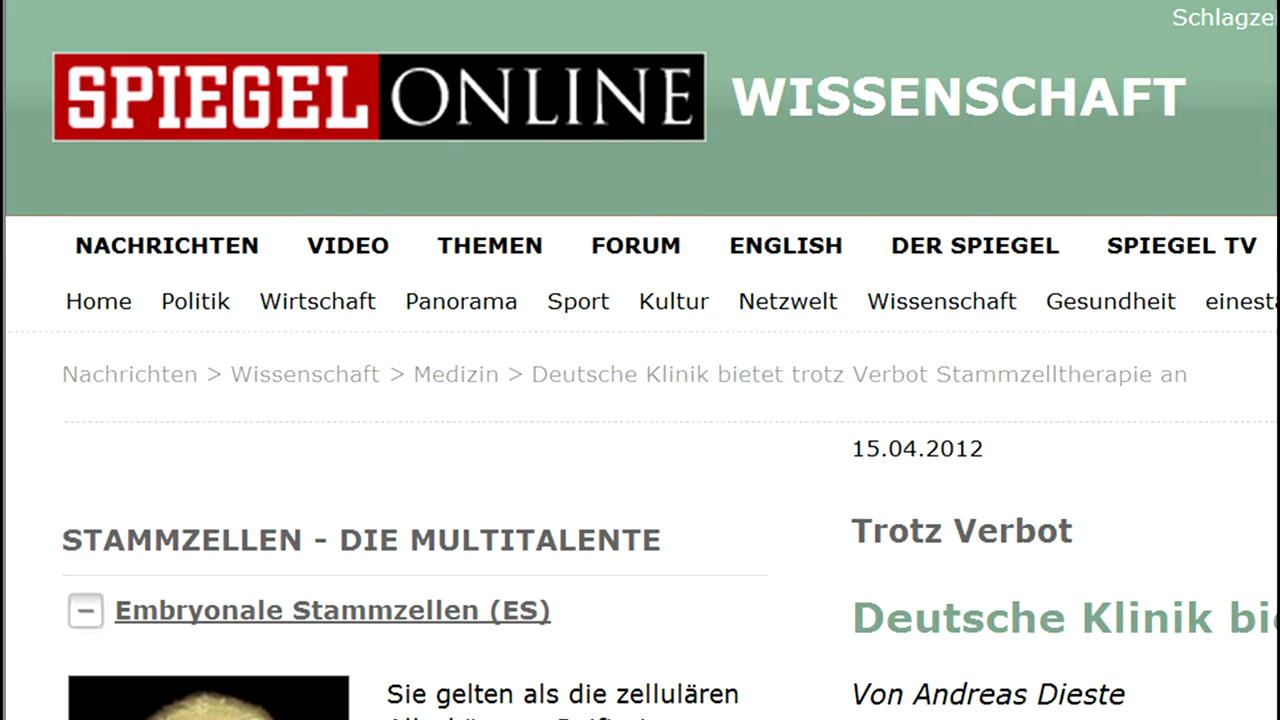 Schlagze
SPIEGEL ONLINE WISSENSCHAFT
NACHRICHTEN VIDEO THEMEN FORUM ENGLISH DER SPIEGEL SPIEGEL TV
Home Politik Wirtschaft Panorama Sport Kultur Netzwelt Wissenschaft Gesundheit einesta
Nachrichten > Wissenschaft > Medizin > Deutsche Klinik bietet trotz Verbot Stammzelltherapie an
15.04.2012
STAMMZELLEN - DIE MULTITALENTE
Embryonale Stammzellen (ES)
Sie gelten als die zellulären
Trotz Verbot
Deutsche Klinik bie
Von Andreas Dieste